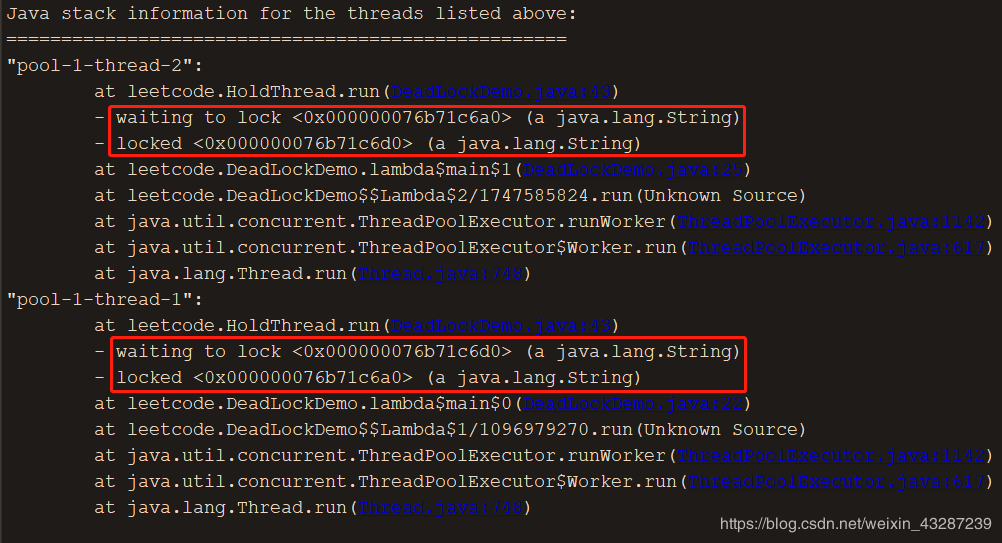 Java stack information for the threads listed above:
===================================================
"pool-1-thread-2":
at leetcode.HoldThread.run(DeadLockDemo.java:43)
- waiting to lock <0x000000076b71c6a0> (a java.lang.String)
- locked <0x000000076b71c6d0> (a java.lang.String)
at leetcode.DeadLockDemo.lambda$main$1(DeadLockDemo.java:25)
at leetcode.DeadLockDemo$$Lambda$2/1747585824.run(Unknown Source)
at java.util.concurrent.ThreadPoolExecutor.runWorker(ThreadPoolExecutor.java:1142)
at java.util.concurrent.ThreadPoolExecutor$Worker.run(ThreadPoolExecutor.java:617)
at java.lang.Thread.run(Thread.java:748)
"pool-1-thread-1":
at leetcode.HoldThread.run(DeadLockDemo.java:43)
- waiting to lock <0x000000076b71c6d0> (a java.lang.String)
- locked <0x000000076b71c6a0> (a java.lang.String)
at leetcode.DeadLockDemo.lambda$main$0(DeadLockDemo.java:22)
at leetcode.DeadLockDemo$$Lambda$1/1096979270.run(Unknown Source)
at java.util.concurrent.ThreadPoolExecutor.runWorker(ThreadPoolExecutor.java:1142)
at java.util.concurrent.ThreadPoolExecutor$Worker.run(ThreadPoolExecutor.java:617)
at java.lang.Thread.run(Thread.java:748)
https://blog.csdn.net/weixin_43287239